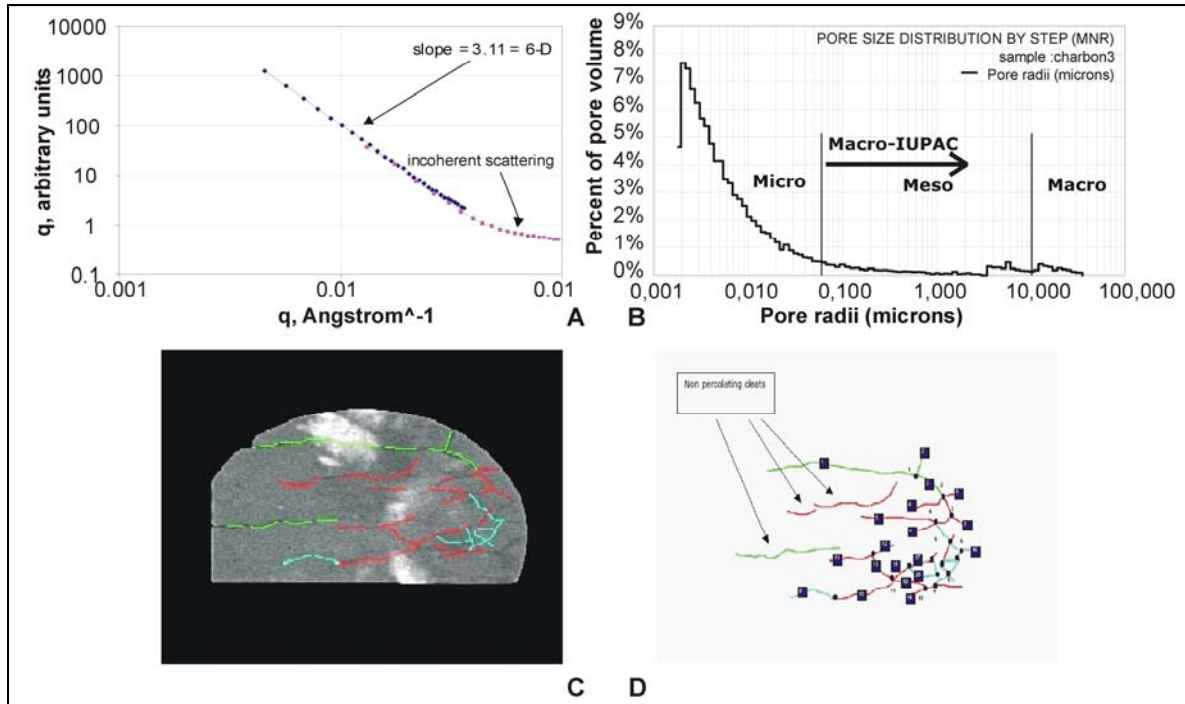 10000
1000
100
10
1
0.1
0.001
0.01
0.01
q, arbitrary units
q, Angstrom^-1
slope = 3.11 = 6-D
incoherent scattering
A
9%
8%
7%
6%
5%
4%
3%
2%
1%
0%
0,001
0,010
0,100
1,000
10,000
100,000
Percent of pore volume
Pore radii (microns)
PORE SIZE DISTRIBUTION BY STEP (MNR)
sample :charbon3
Pore radii (microns)
Macro-IUPAC
Micro
Meso
Macro
B
C
Non percolating cleats
D